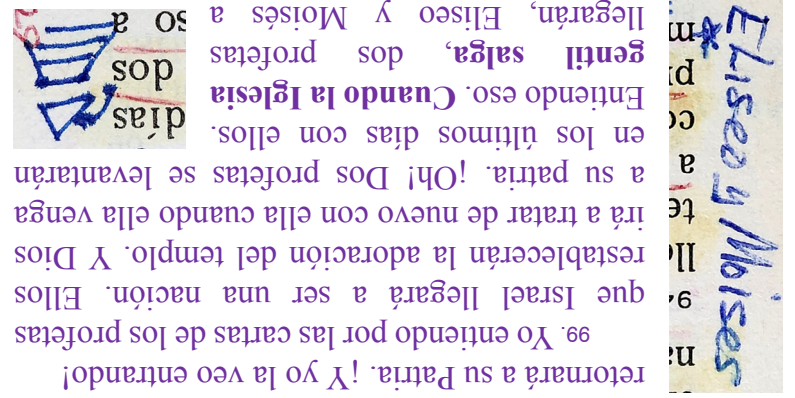 retornará a su Patria. ¡Y yo la veo entrando!
99. Yo entiendo por las cartas de los profetas
que Israel llegará a ser una nación. Ellos
restablecerán la adoración del templo. Y Dios
irá a tratar de nuevo con ella cuando ella venga
a su patria. ¡Oh! Dos profetas se levantarán
en los últimos días con ellos.
Entiendo eso. Cuando la Iglesia
gentil salga, dos profetas
llegarán, Eliseo y Moisés a
Eliseo y Moises
días
dos